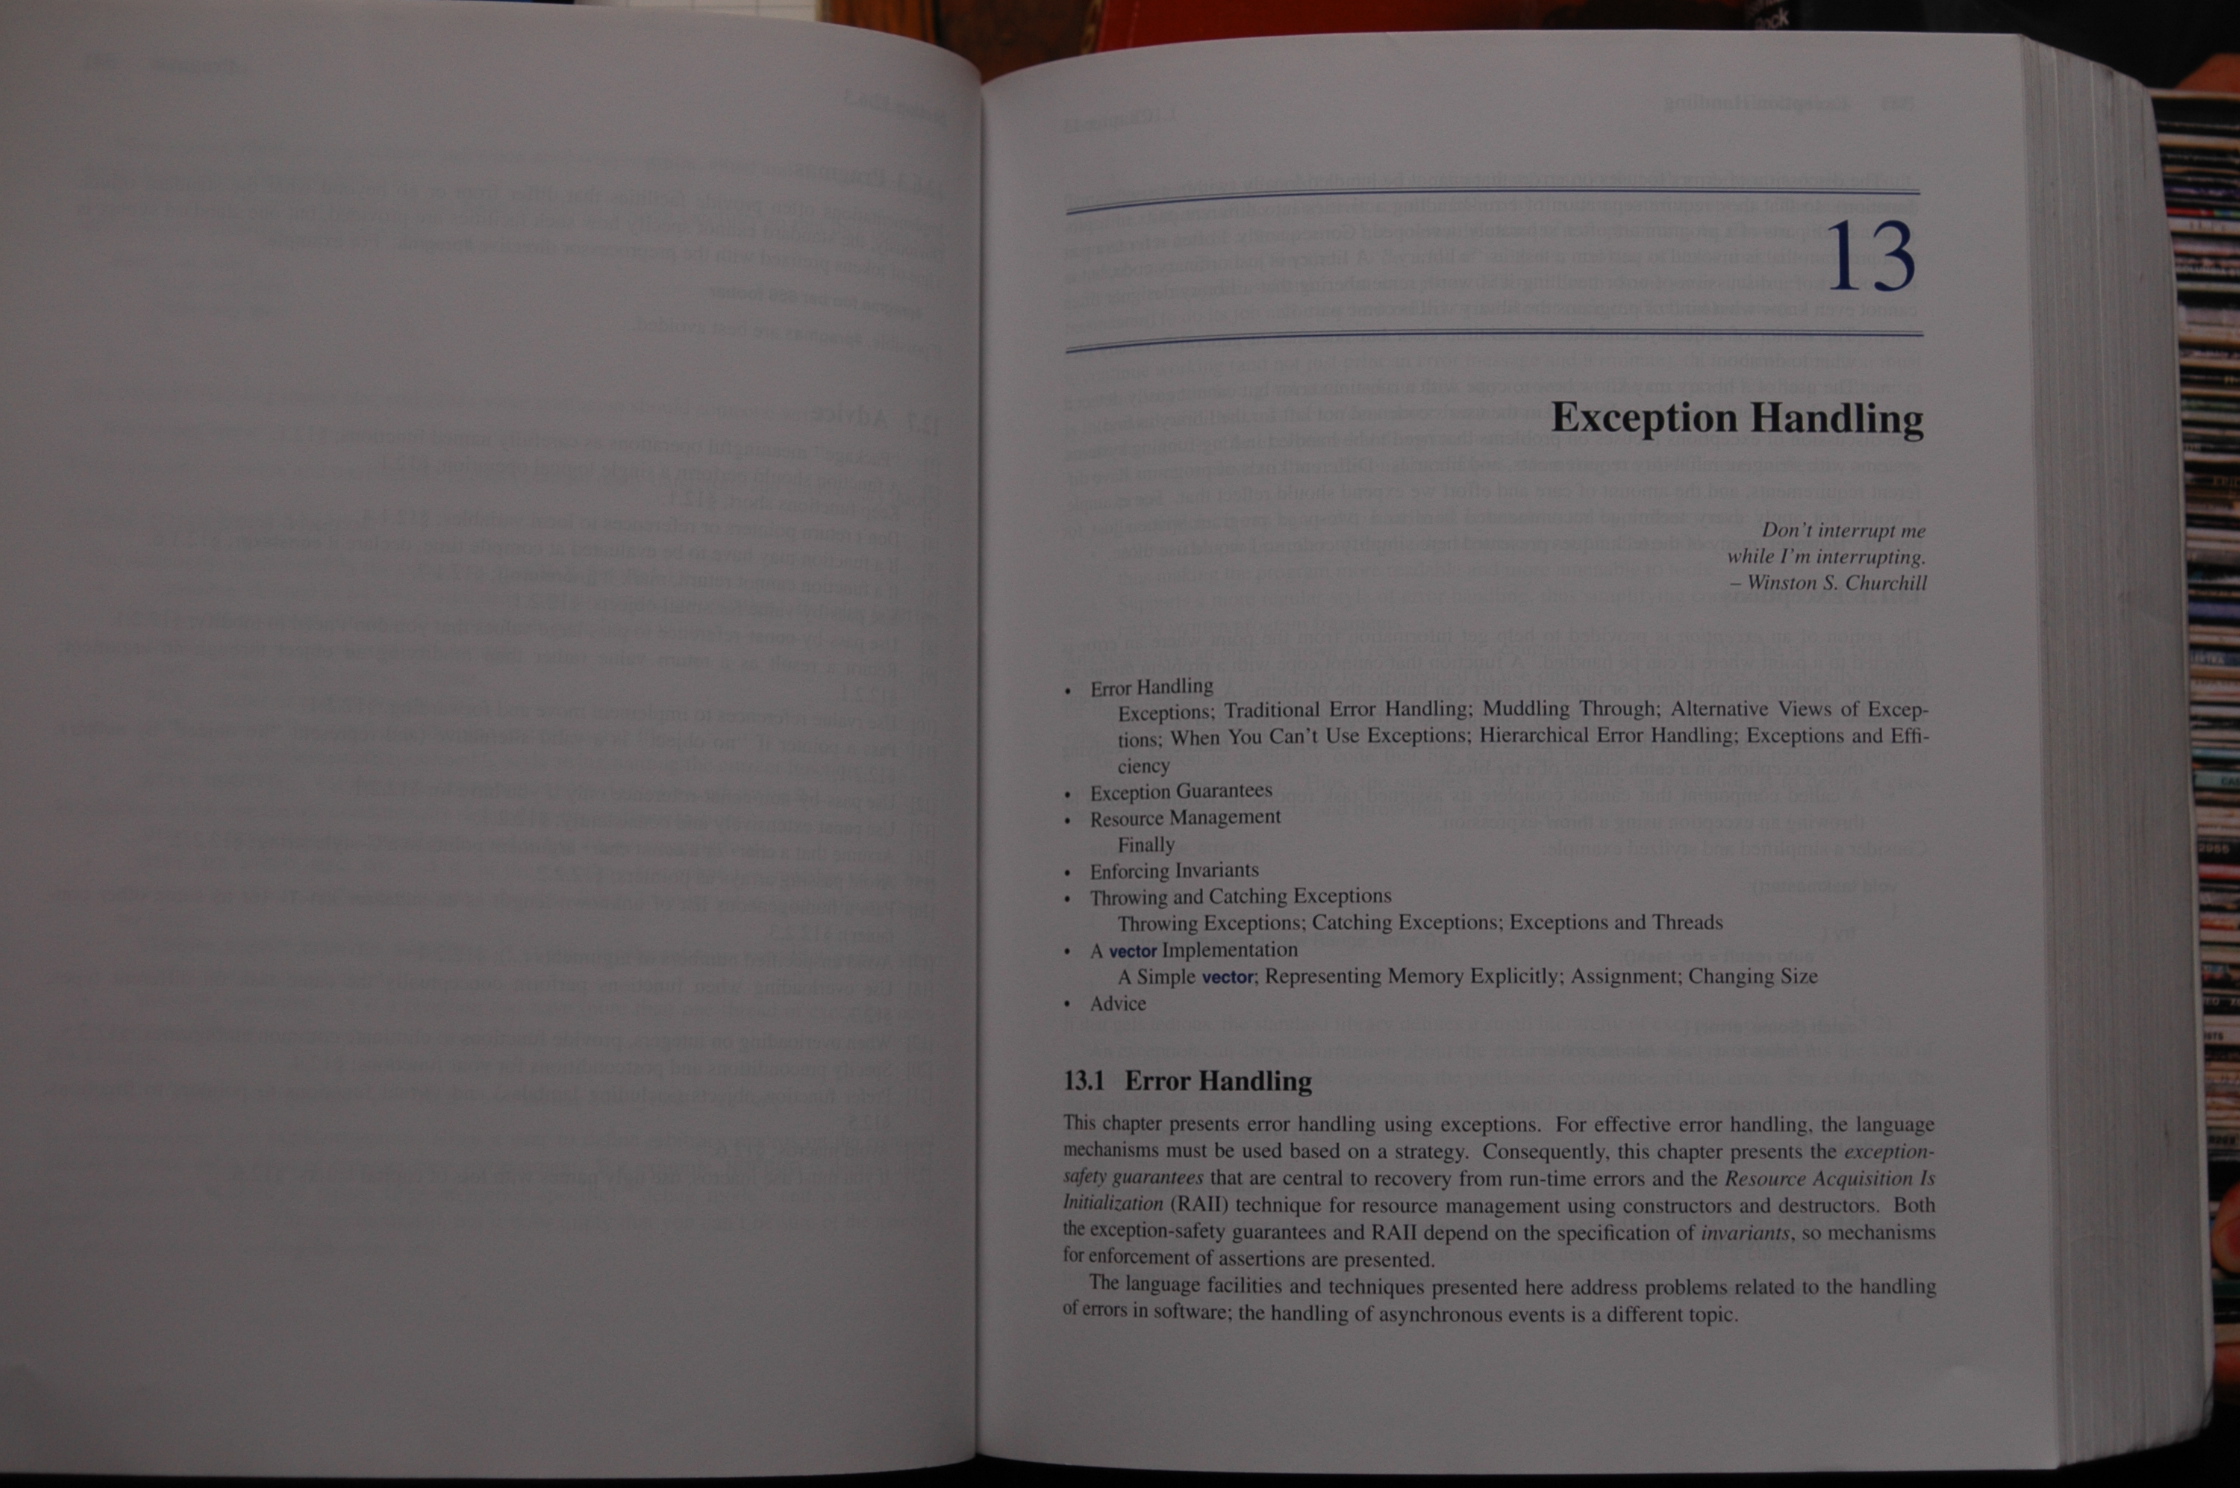 13
Exception Handling
Don't interrupt me
while I'm interrupting.
– Winston S. Churchill
• Error Handling
Exceptions; Traditional Error Handling; Muddling Through; Alternative Views of Excep-
tions; When You Can't Use Exceptions; Hierarchical Error Handling; Exceptions and Effi-
ciency
• Exception Guarantees
• Resource Management
Finally
• Enforcing Invariants
• Throwing and Catching Exceptions
Throwing Exceptions; Catching Exceptions; Exceptions and Threads
• A vector Implementation
A Simple vector; Representing Memory Explicitly; Assignment; Changing Size
• Advice
13.1 Error Handling
This chapter presents error handling using exceptions. For effective error handling, the language
mechanisms must be used based on a strategy. Consequently, this chapter presents the exception-
safety guarantees that are central to recovery from run-time errors and the Resource Acquisition Is
Initialization (RAII) technique for resource management using constructors and destructors. Both
the exception-safety guarantees and RAII depend on the specification of invariants, so mechanisms
for enforcement of assertions are presented.
The language facilities and techniques presented here address problems related to the handling
of errors in software; the handling of asynchronous events is a different topic.